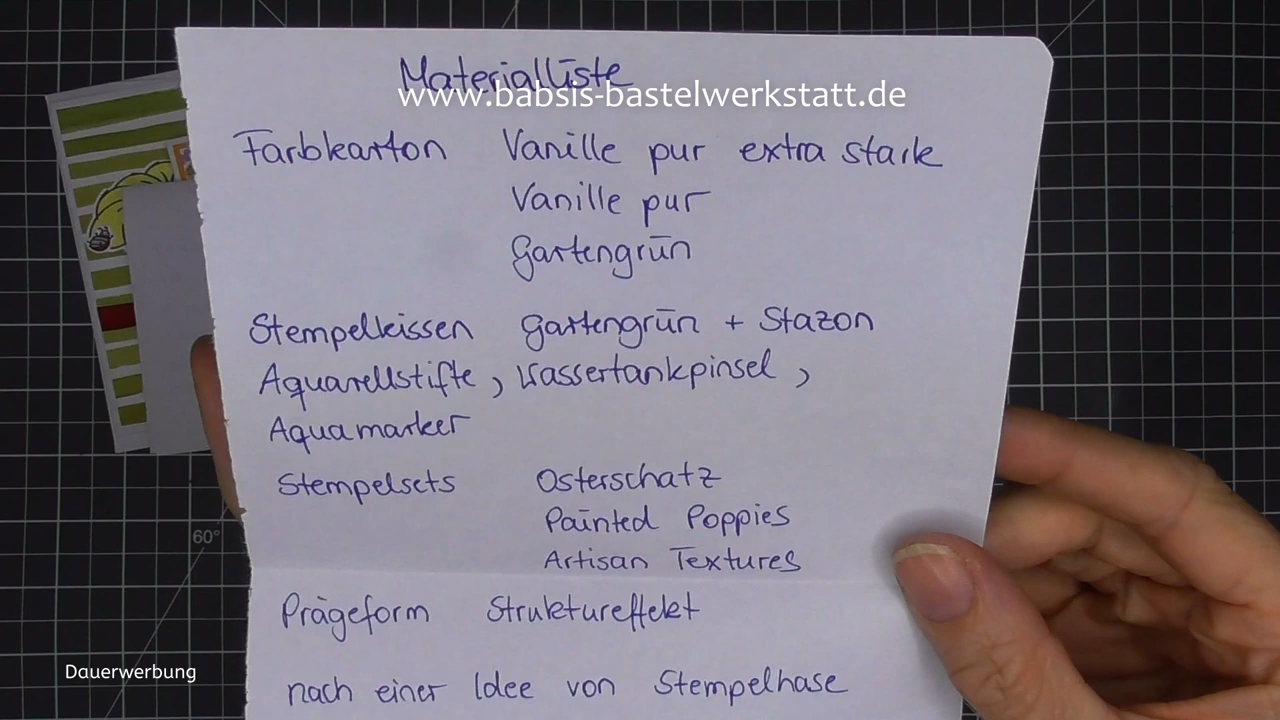 Materialliste
www.babsis-bastelwerkstatt.de
Farbkarton Vanille pur extra stark
Vanille pur
Gartengrün
Stempelkissen Gartengrün + Stazon
Aquarellstifte, Wassertankpinsel,
Aquamarker
Stempelsets Osterschatz
Painted Poppies
60°
Artisan Textures
Prägeform Struktureffekt
Dauerwerbung
nach einer Idee von Stempelhase